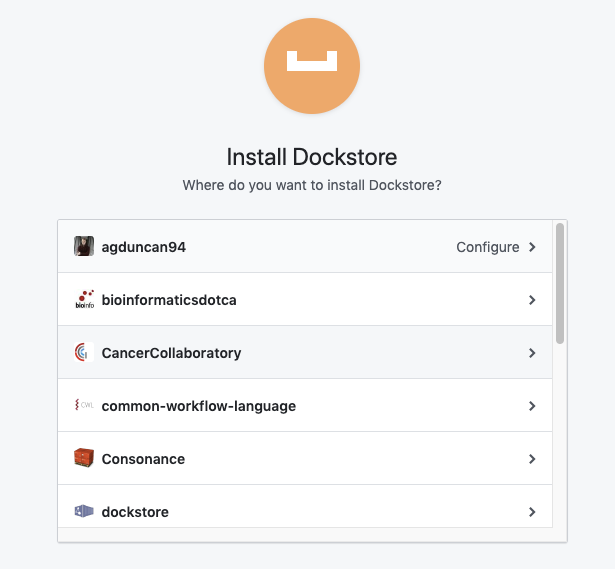 Install Dockstore
Where do you want to install Dockstore?
agduncan94 Configure
bioinfo bioinformaticsdotca
CancerCollaboratory
CWL common-workflow-language
Consonance
dockstore